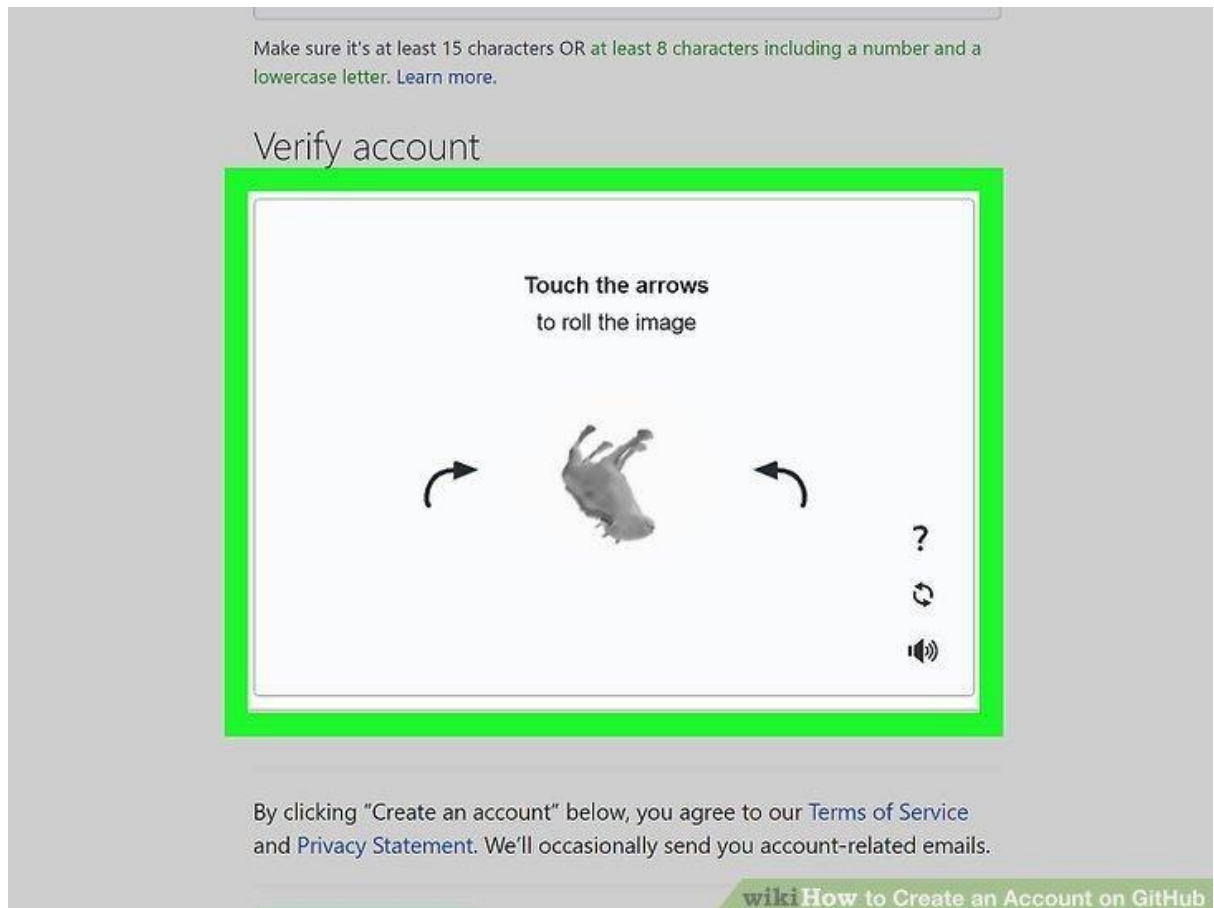 Make sure it's at least 15 characters OR at least 8 characters including a number and a
lowercase letter. Learn more.
Verify account
Touch the arrows
to roll the image
?
By clicking “Create an account” below, you agree to our Terms of Service
and Privacy Statement. We’ll occasionally send you account-related emails.
wikiHow to Create an Account on GitHub